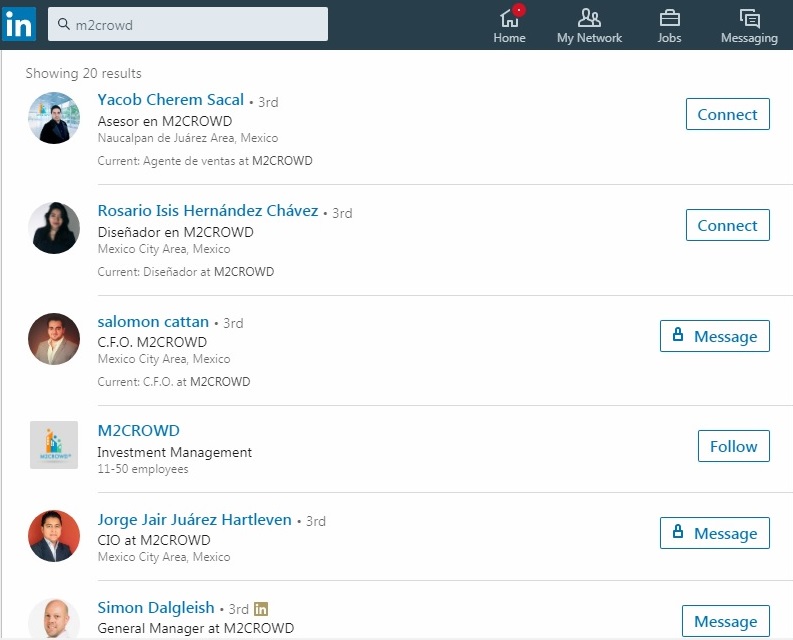 in
m2crowd
Home
My Network
Jobs
Messaging
Showing 20 results
Yacob Cherem Sacal • 3rd
Asesor en M2CROWD
Naucalpan de Juárez Area, Mexico
Current: Agente de ventas at M2CROWD
Connect
Rosario Isis Hernández Chávez • 3rd
Diseñador en M2CROWD
Mexico City Area, Mexico
Current: Diseñador at M2CROWD
Connect
salomon cattan • 3rd
C.F.O. M2CROWD
Mexico City Area, Mexico
Current: C.F.O. at M2CROWD
Message
M2CROWD
M2CROWD
Investment Management
11-50 employees
Follow
Jorge Jair Juárez Hartleven • 3rd
CIO at M2CROWD
Mexico City Area, Mexico
Message
Simon Dalgleish • 3rd in
General Manager at M2CROWD
Message